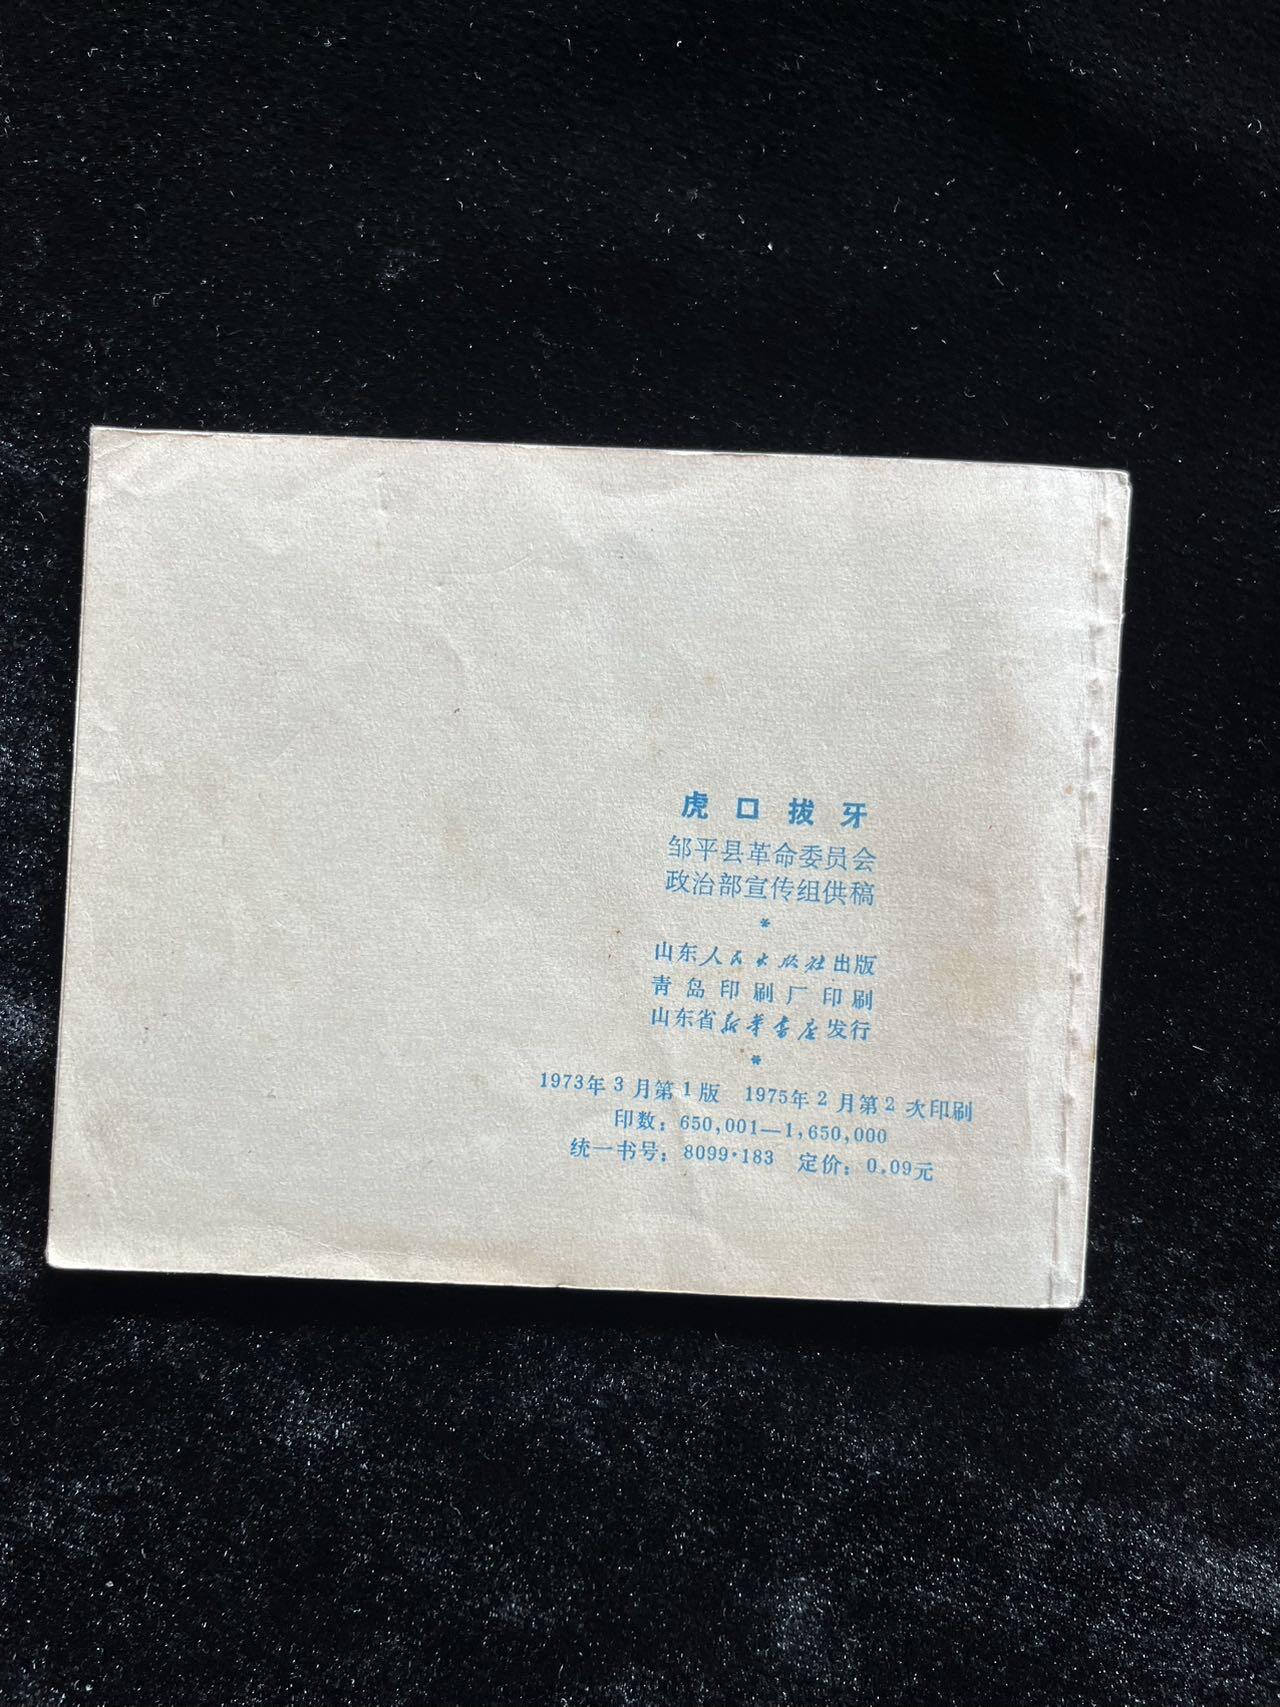 虎口拔牙
邹平县革命委员会
政治部宣传组供稿
*
山东人民出版社出版
青岛印刷厂印刷
山东省新华书店发行
*
1973年3月第1版 1975年2月第2次印刷
印数：650,001—1,650,000
统一书号：8099·183 定价：0.09元